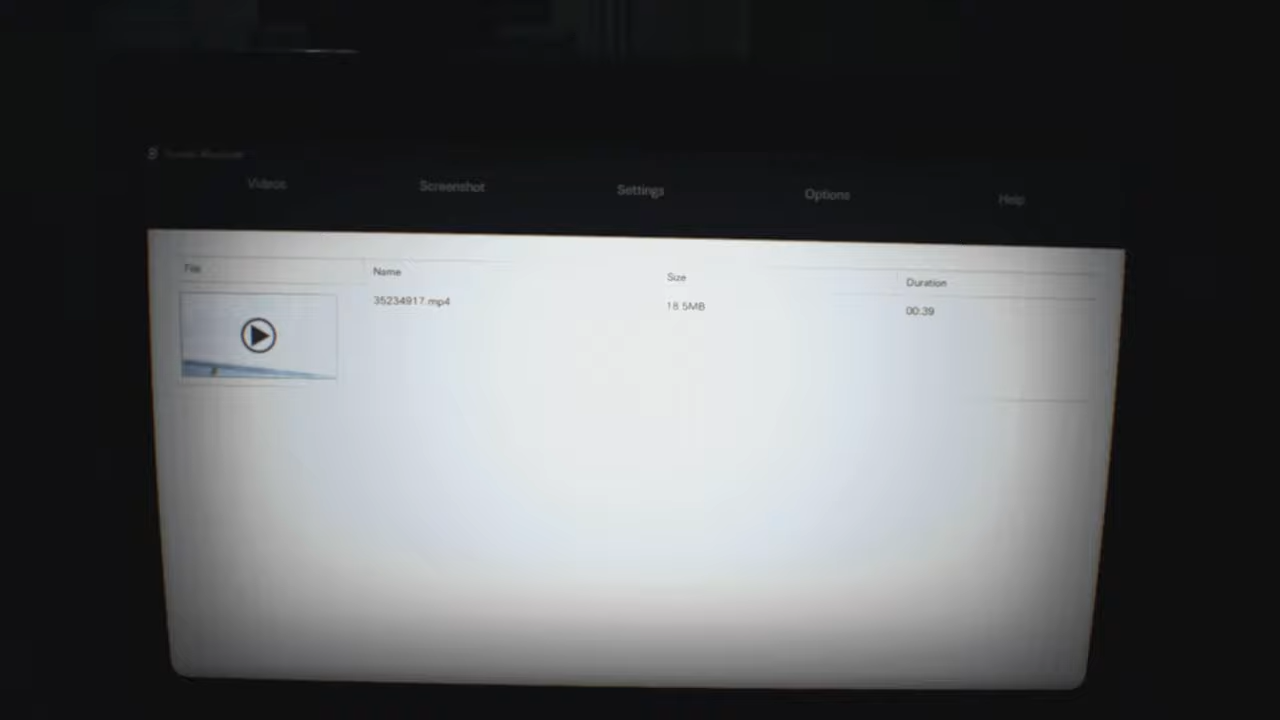 Videos Screenshot Settings Options Help
File Name Size Duration
35234917.mp4 18.5MB 00:39